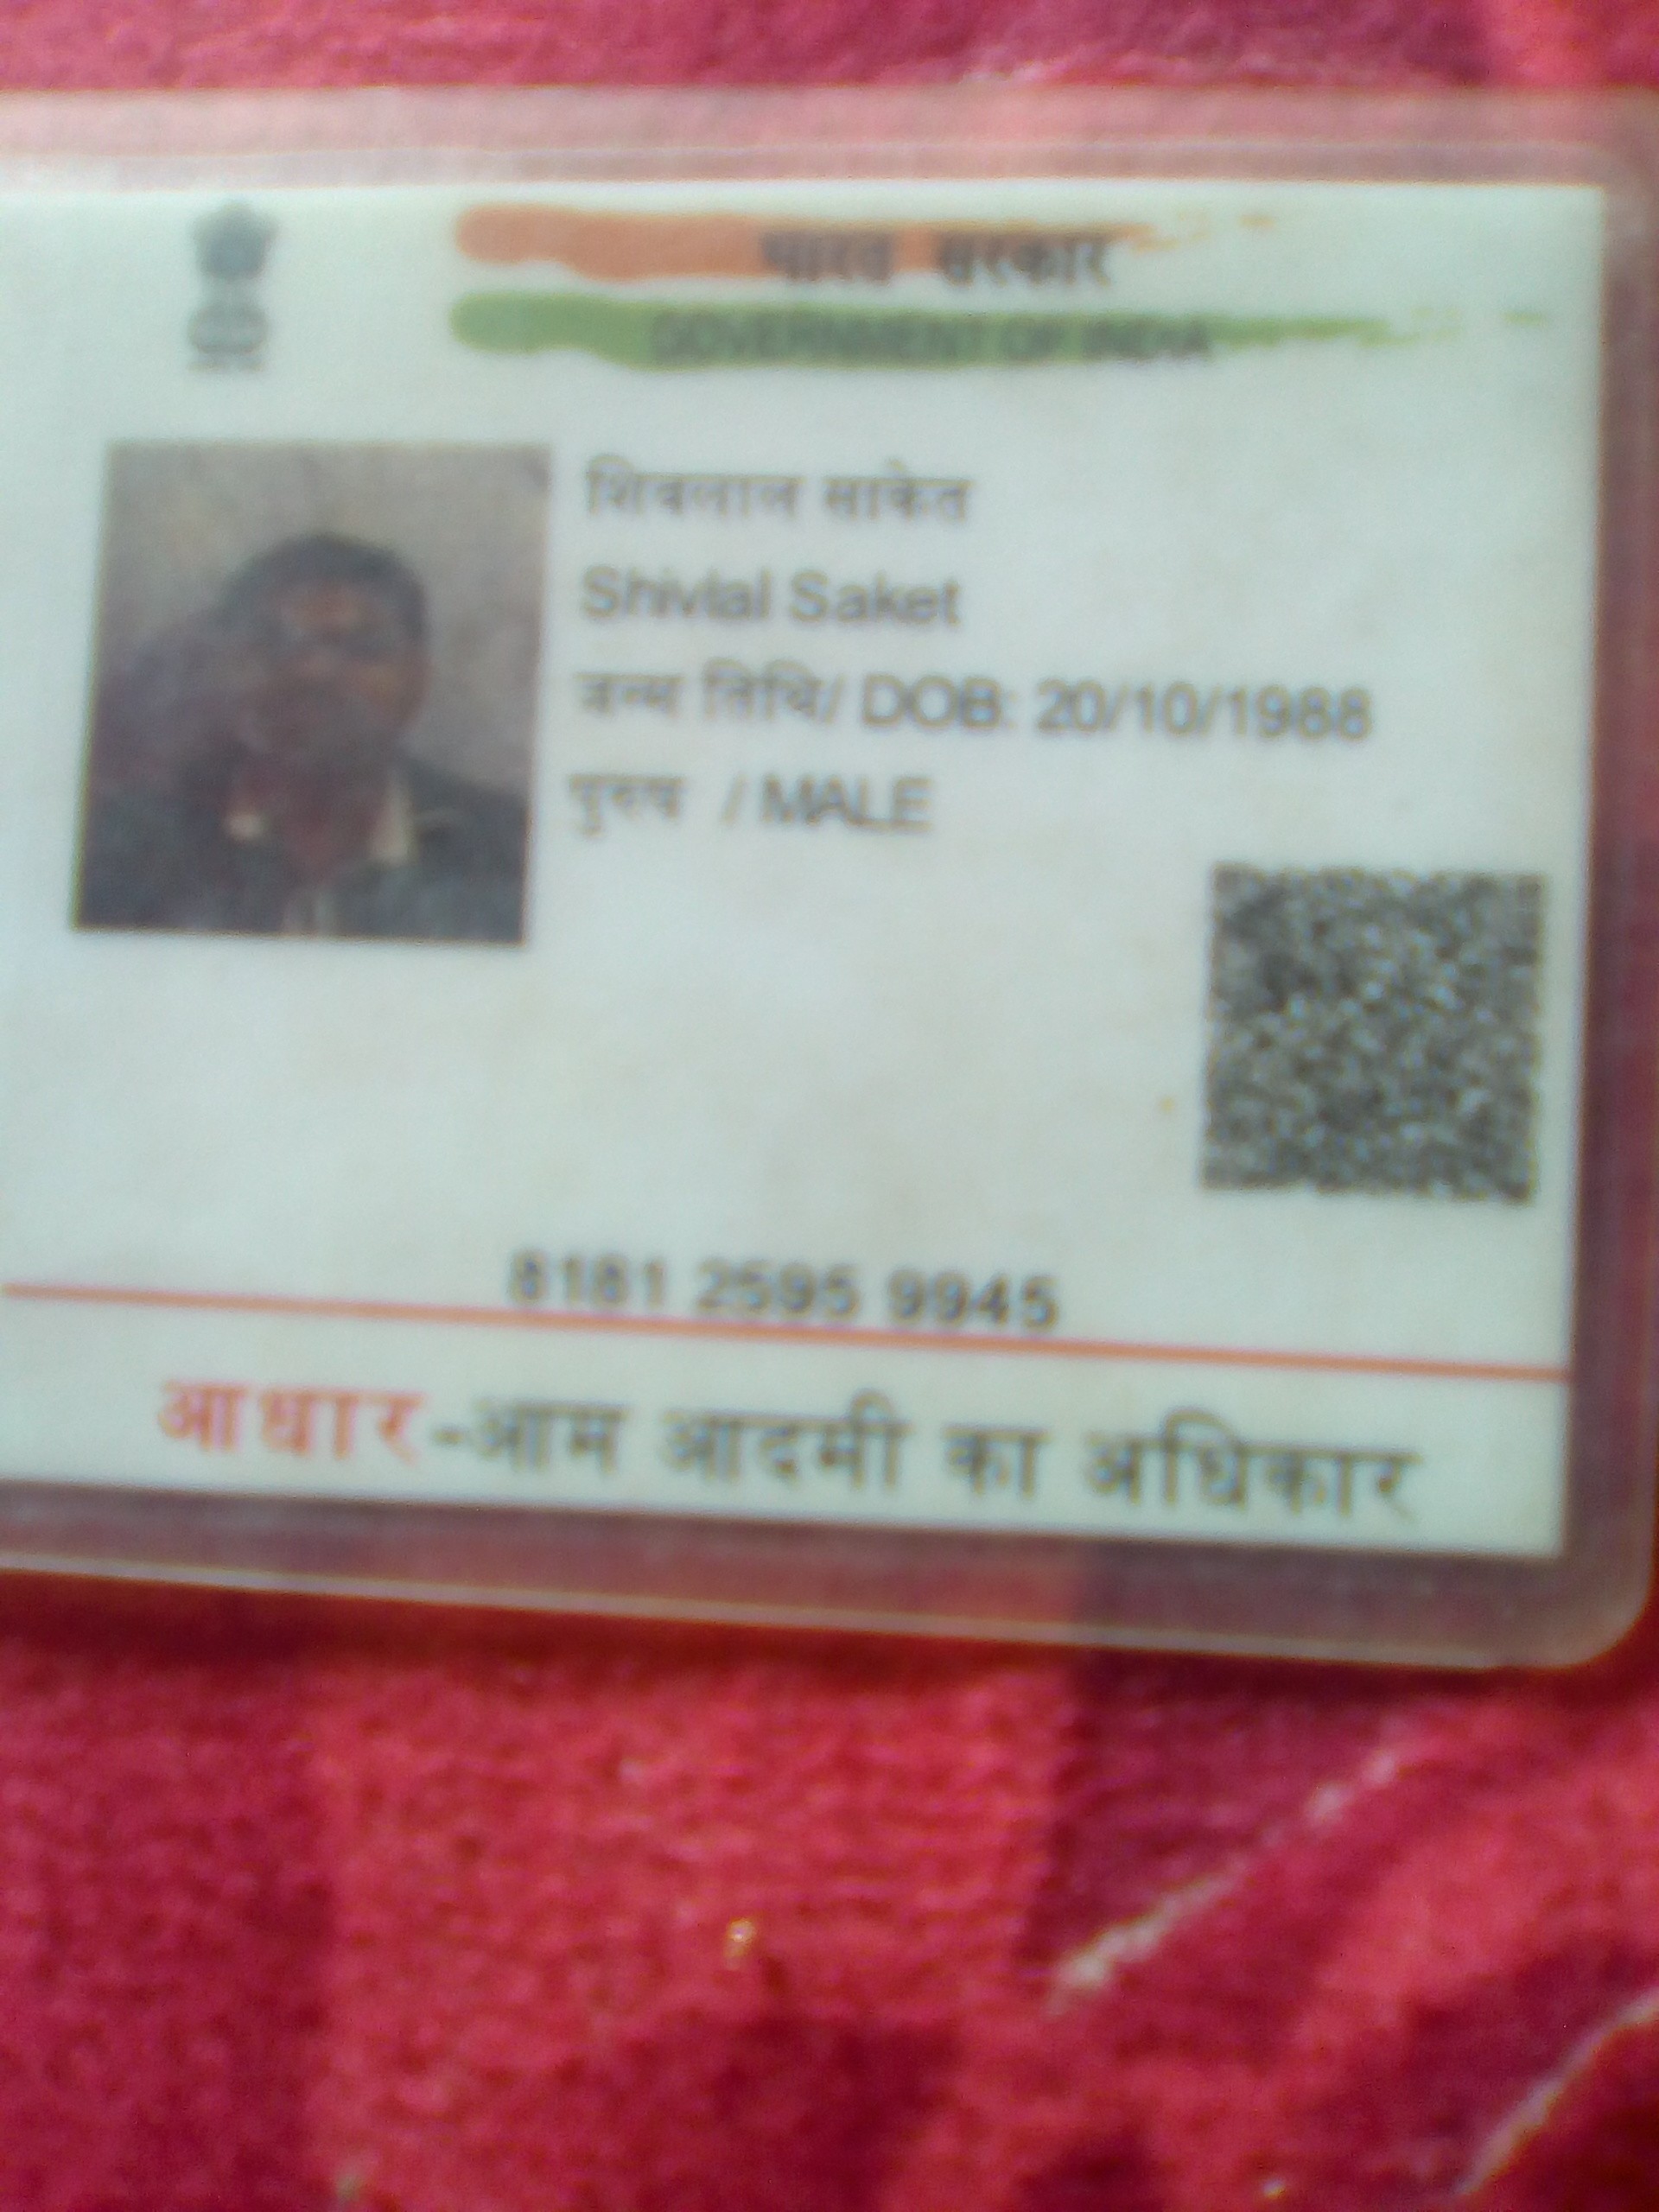 भारत सरकार
GOVERNMENT OF INDIA
शिवलाल साकेत
Shivlal Saket
जन्म तिथि/ DOB: 20/10/1988
पुरुष / MALE
8181 2595 9945
आधार-आम आदमी का अधिकार